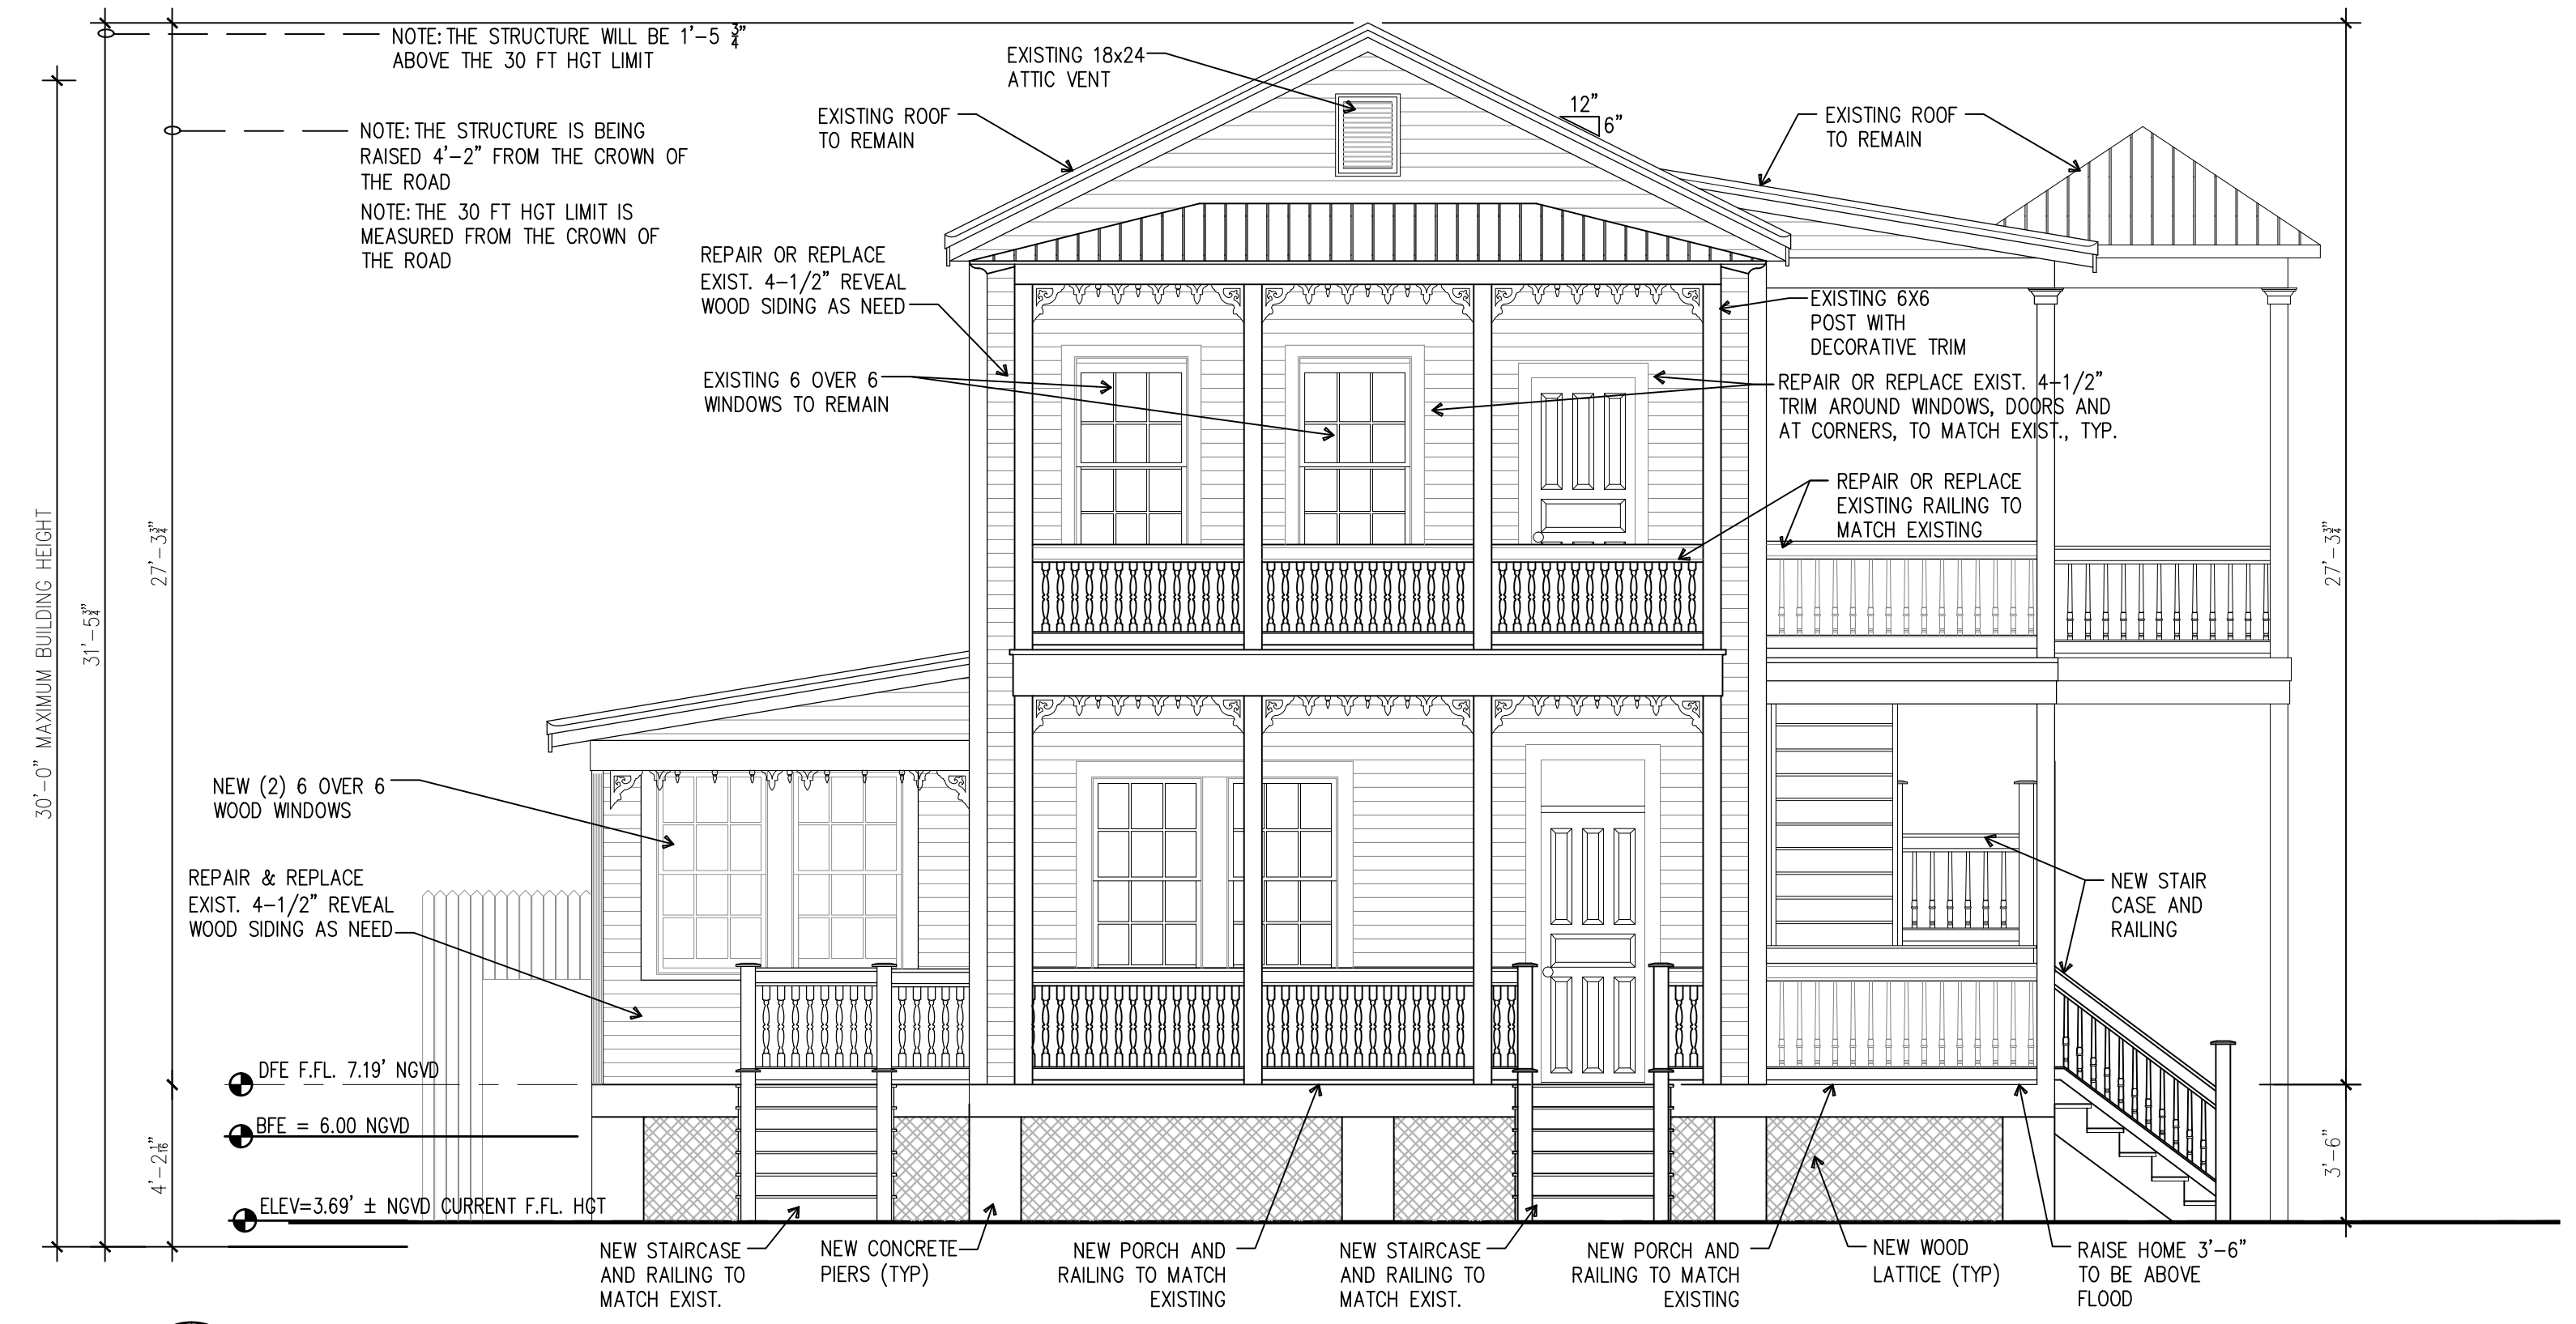 NOTE: THE STRUCTURE WILL BE 1'-5 3/4"
ABOVE THE 30 FT HGT LIMIT
NOTE: THE STRUCTURE IS BEING
RAISED 4'-2" FROM THE CROWN OF
THE ROAD
NOTE: THE 30 FT HGT LIMIT IS
MEASURED FROM THE CROWN OF
THE ROAD
EXISTING 18x24
ATTIC VENT
EXISTING ROOF
TO REMAIN
12"
6"
EXISTING ROOF
TO REMAIN
REPAIR OR REPLACE
EXIST. 4-1/2" REVEAL
WOOD SIDING AS NEED
EXISTING 6X6
POST WITH
DECORATIVE TRIM
EXISTING 6 OVER 6
WINDOWS TO REMAIN
REPAIR OR REPLACE EXIST. 4-1/2"
TRIM AROUND WINDOWS, DOORS AND
AT CORNERS, TO MATCH EXIST., TYP.
REPAIR OR REPLACE
EXISTING RAILING TO
MATCH EXISTING
30'-0" MAXIMUM BUILDING HEIGHT
31'-5 3/4"
27'-3 3/4"
27'-3 3/4"
NEW (2) 6 OVER 6
WOOD WINDOWS
REPAIR & REPLACE
EXIST. 4-1/2" REVEAL
WOOD SIDING AS NEED
NEW STAIR
CASE AND
RAILING
DFE F.FL. 7.19' NGVD
BFE = 6.00 NGVD
4'-2 1/16"
3'-6"
ELEV=3.69' ± NGVD CURRENT F.FL. HGT
NEW STAIRCASE
AND RAILING TO
MATCH EXIST.
NEW CONCRETE
PIERS (TYP)
NEW PORCH AND
RAILING TO MATCH
EXISTING
NEW STAIRCASE
AND RAILING TO
MATCH EXIST.
NEW PORCH AND
RAILING TO MATCH
EXISTING
NEW WOOD
LATTICE (TYP)
RAISE HOME 3'-6"
TO BE ABOVE
FLOOD